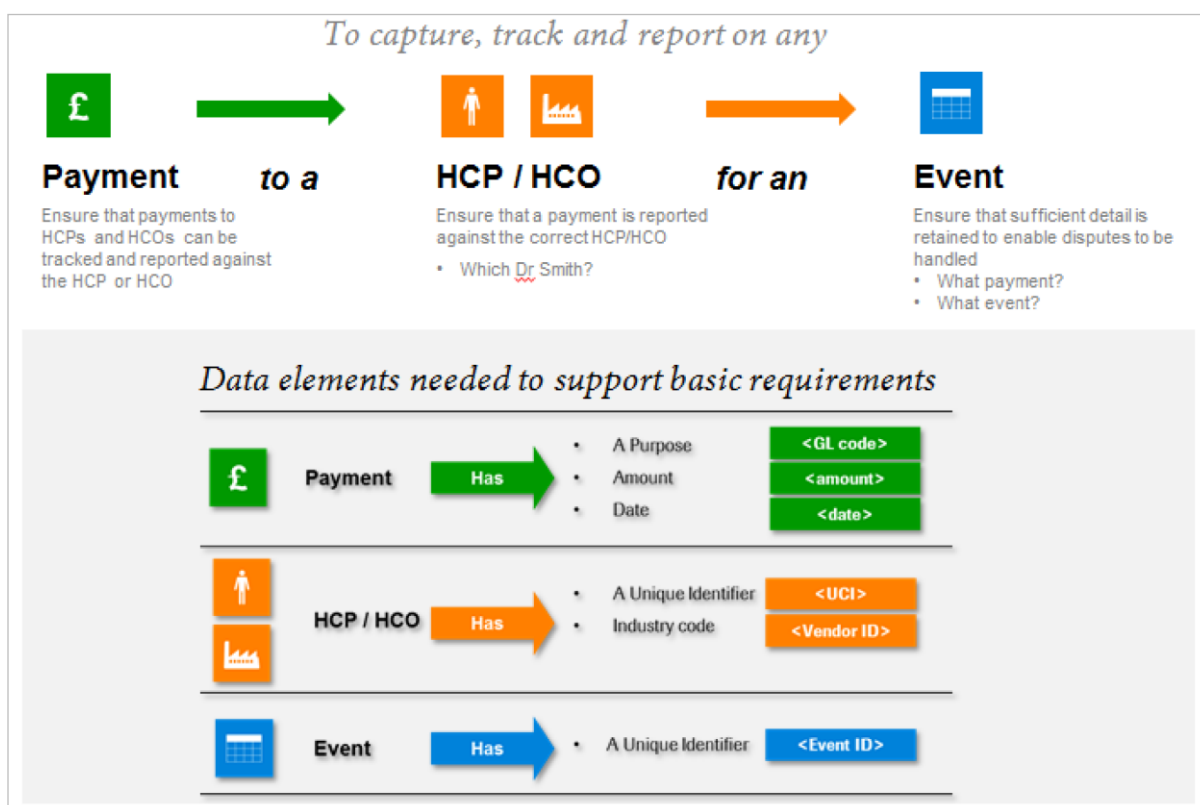 To capture, track and report on any
£
Payment to a HCP / HCO for an Event
Ensure that payments to
HCPs and HCOs can be
tracked and reported against
the HCP or HCO
Ensure that a payment is reported
against the correct HCP/HCO
• Which Dr Smith?
Ensure that sufficient detail is
retained to enable disputes to be
handled
• What payment?
• What event?
Data elements needed to support basic requirements
£
Payment
Has
• A Purpose <GL code>
• Amount <amount>
• Date <date>
HCP / HCO
Has
• A Unique Identifier <UCI>
• Industry code <Vendor ID>
Event
Has
• A Unique Identifier <Event ID>